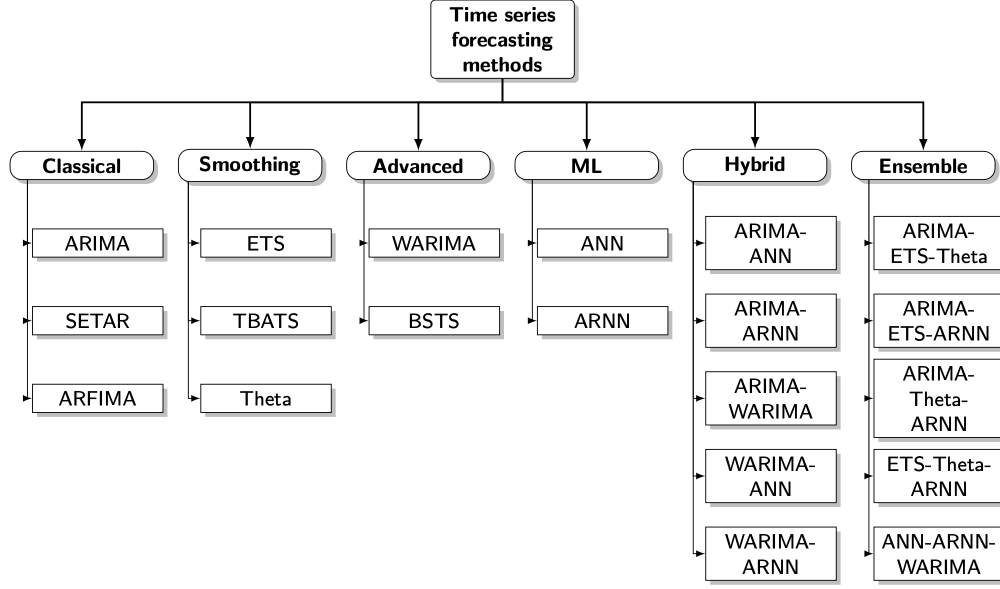 Time series
forecasting
methods
Classical
Smoothing
Advanced
ML
Hybrid
Ensemble
ARIMA
SETAR
ARFIMA
ETS
TBATS
Theta
WARIMA
BSTS
ANN
ARNN
ARIMA-
ANN
ARIMA-
ARNN
ARIMA-
WARIMA
WARIMA-
ANN
WARIMA-
ARNN
ARIMA-
ETS-Theta
ARIMA-
ETS-ARNN
ARIMA-
Theta-
ARNN
ETS-Theta-
ARNN
ANN-ARNN-
WARIMA